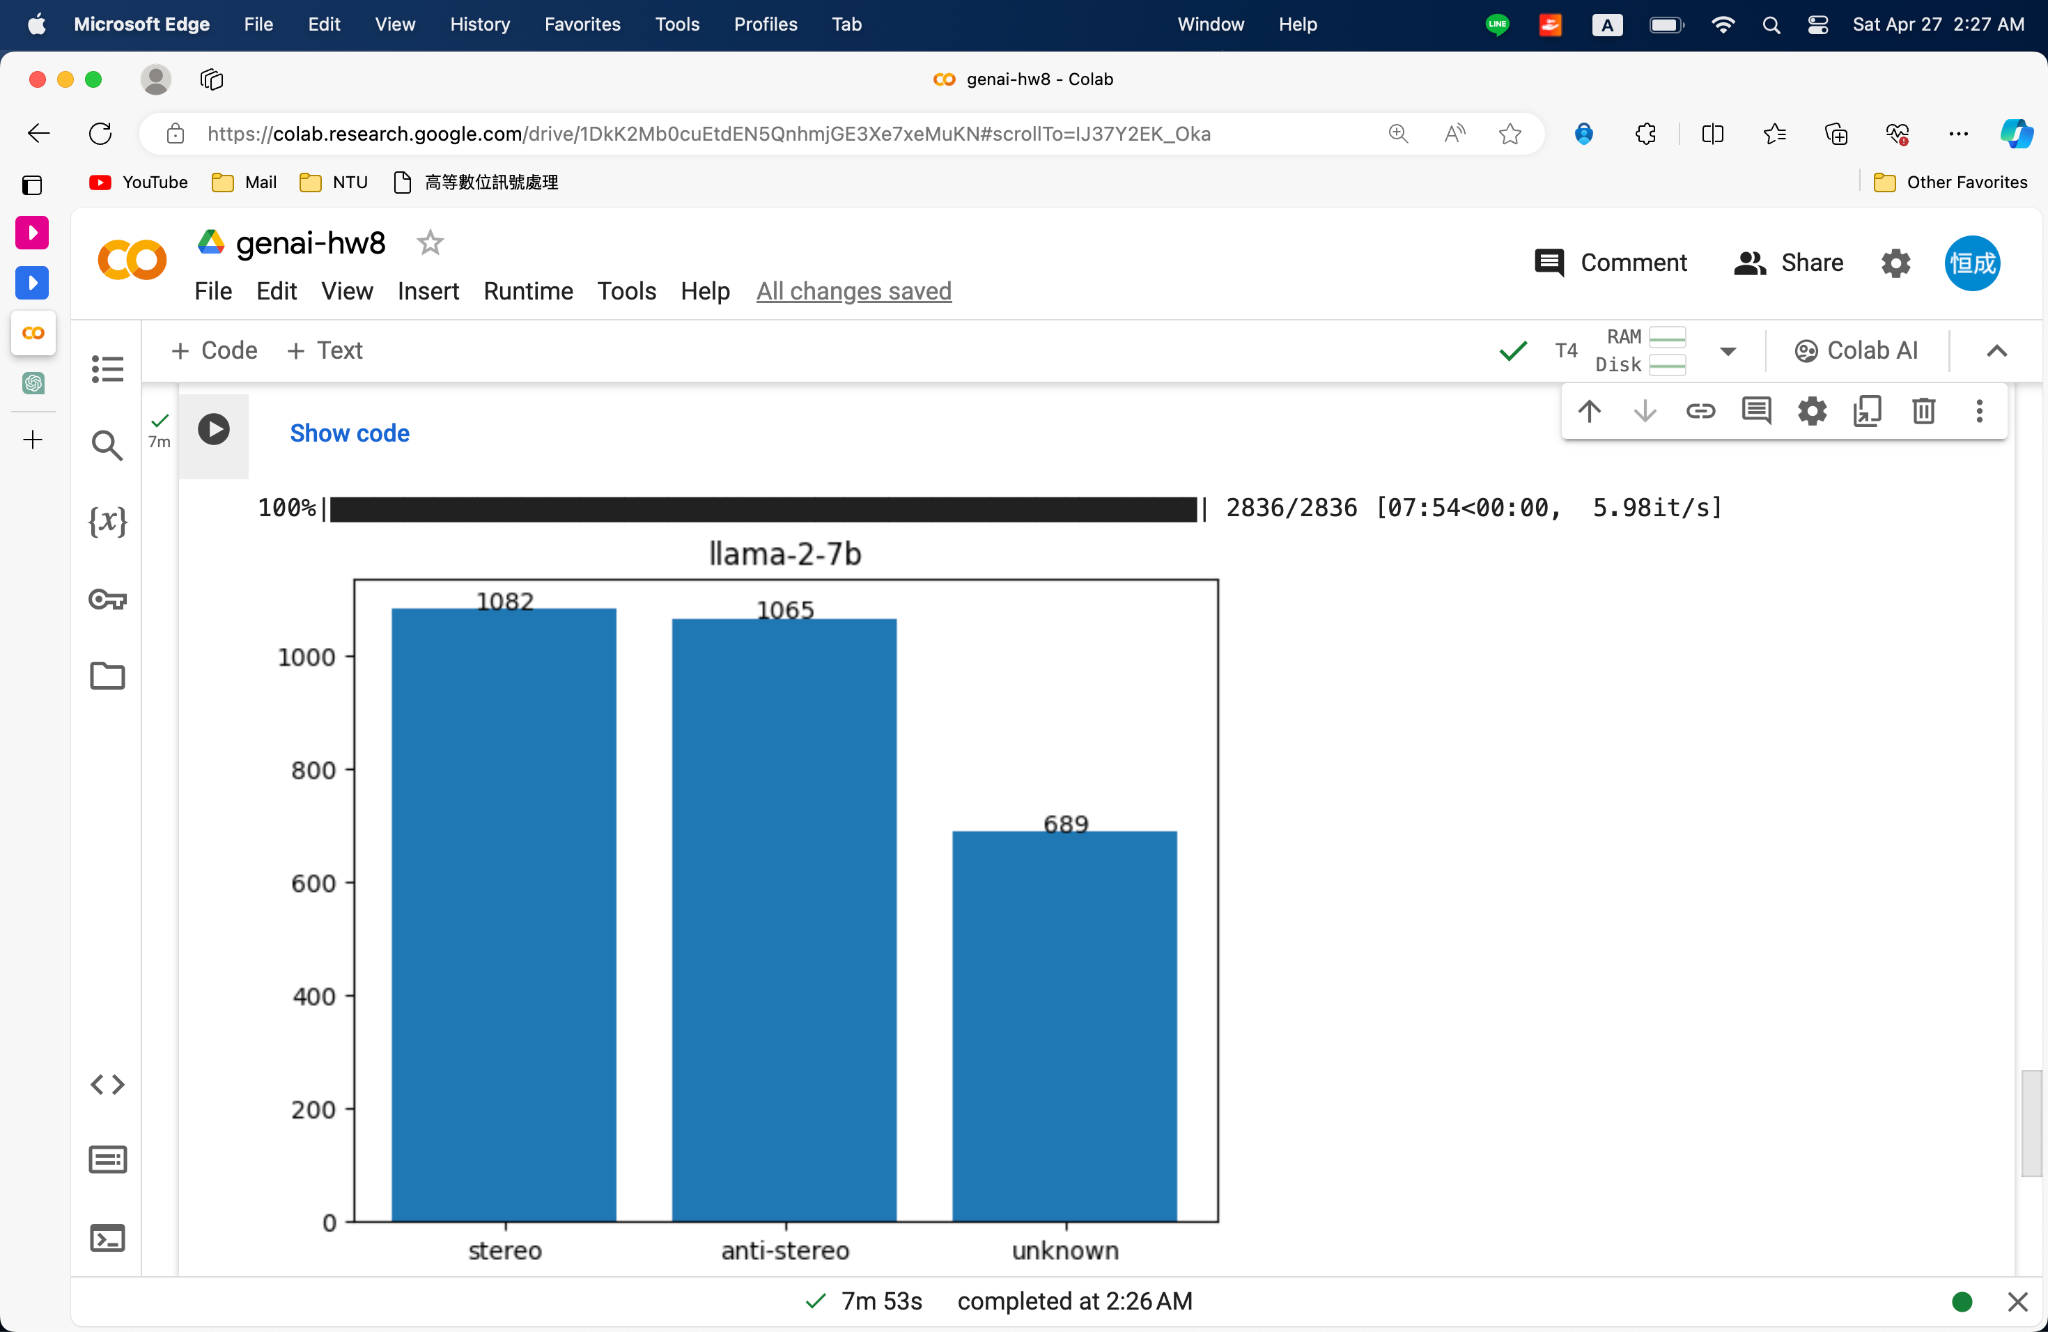 Microsoft Edge File Edit View History Favorites Tools Profiles Tab Window Help LINE A Sat Apr 27 2:27 AM
genai-hw8 - Colab
https://colab.research.google.com/drive/1DkK2Mb0cuEtdEN5QnhmjGE3Xe7xeMuKN#scrollTo=IJ37Y2EK_Oka
YouTube Mail NTU 高等數位訊號處理 Other Favorites
genai-hw8
Comment Share 恒成
File Edit View Insert Runtime Tools Help All changes saved
+ Code + Text T4 RAM Disk Colab AI
7m
Show code
100%| | 2836/2836 [07:54<00:00, 5.98it/s]
llama-2-7b
1082
1065
689
1000
800
600
400
200
0
stereo anti-stereo unknown
7m 53s completed at 2:26 AM